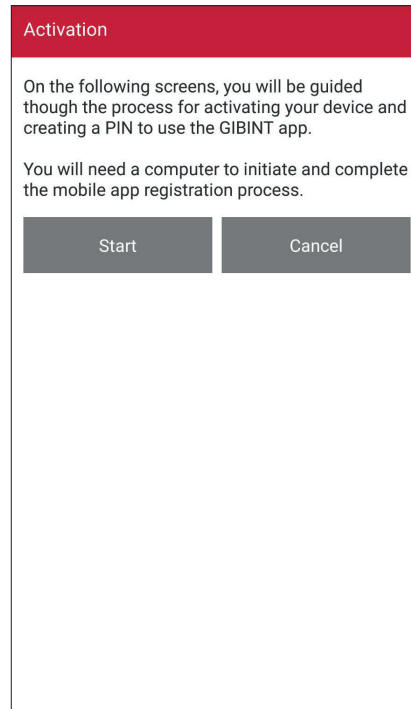 Activation
On the following screens, you will be guided
though the process for activating your device and
creating a PIN to use the GIBINT app.
You will need a computer to initiate and complete
the mobile app registration process.
Start
Cancel